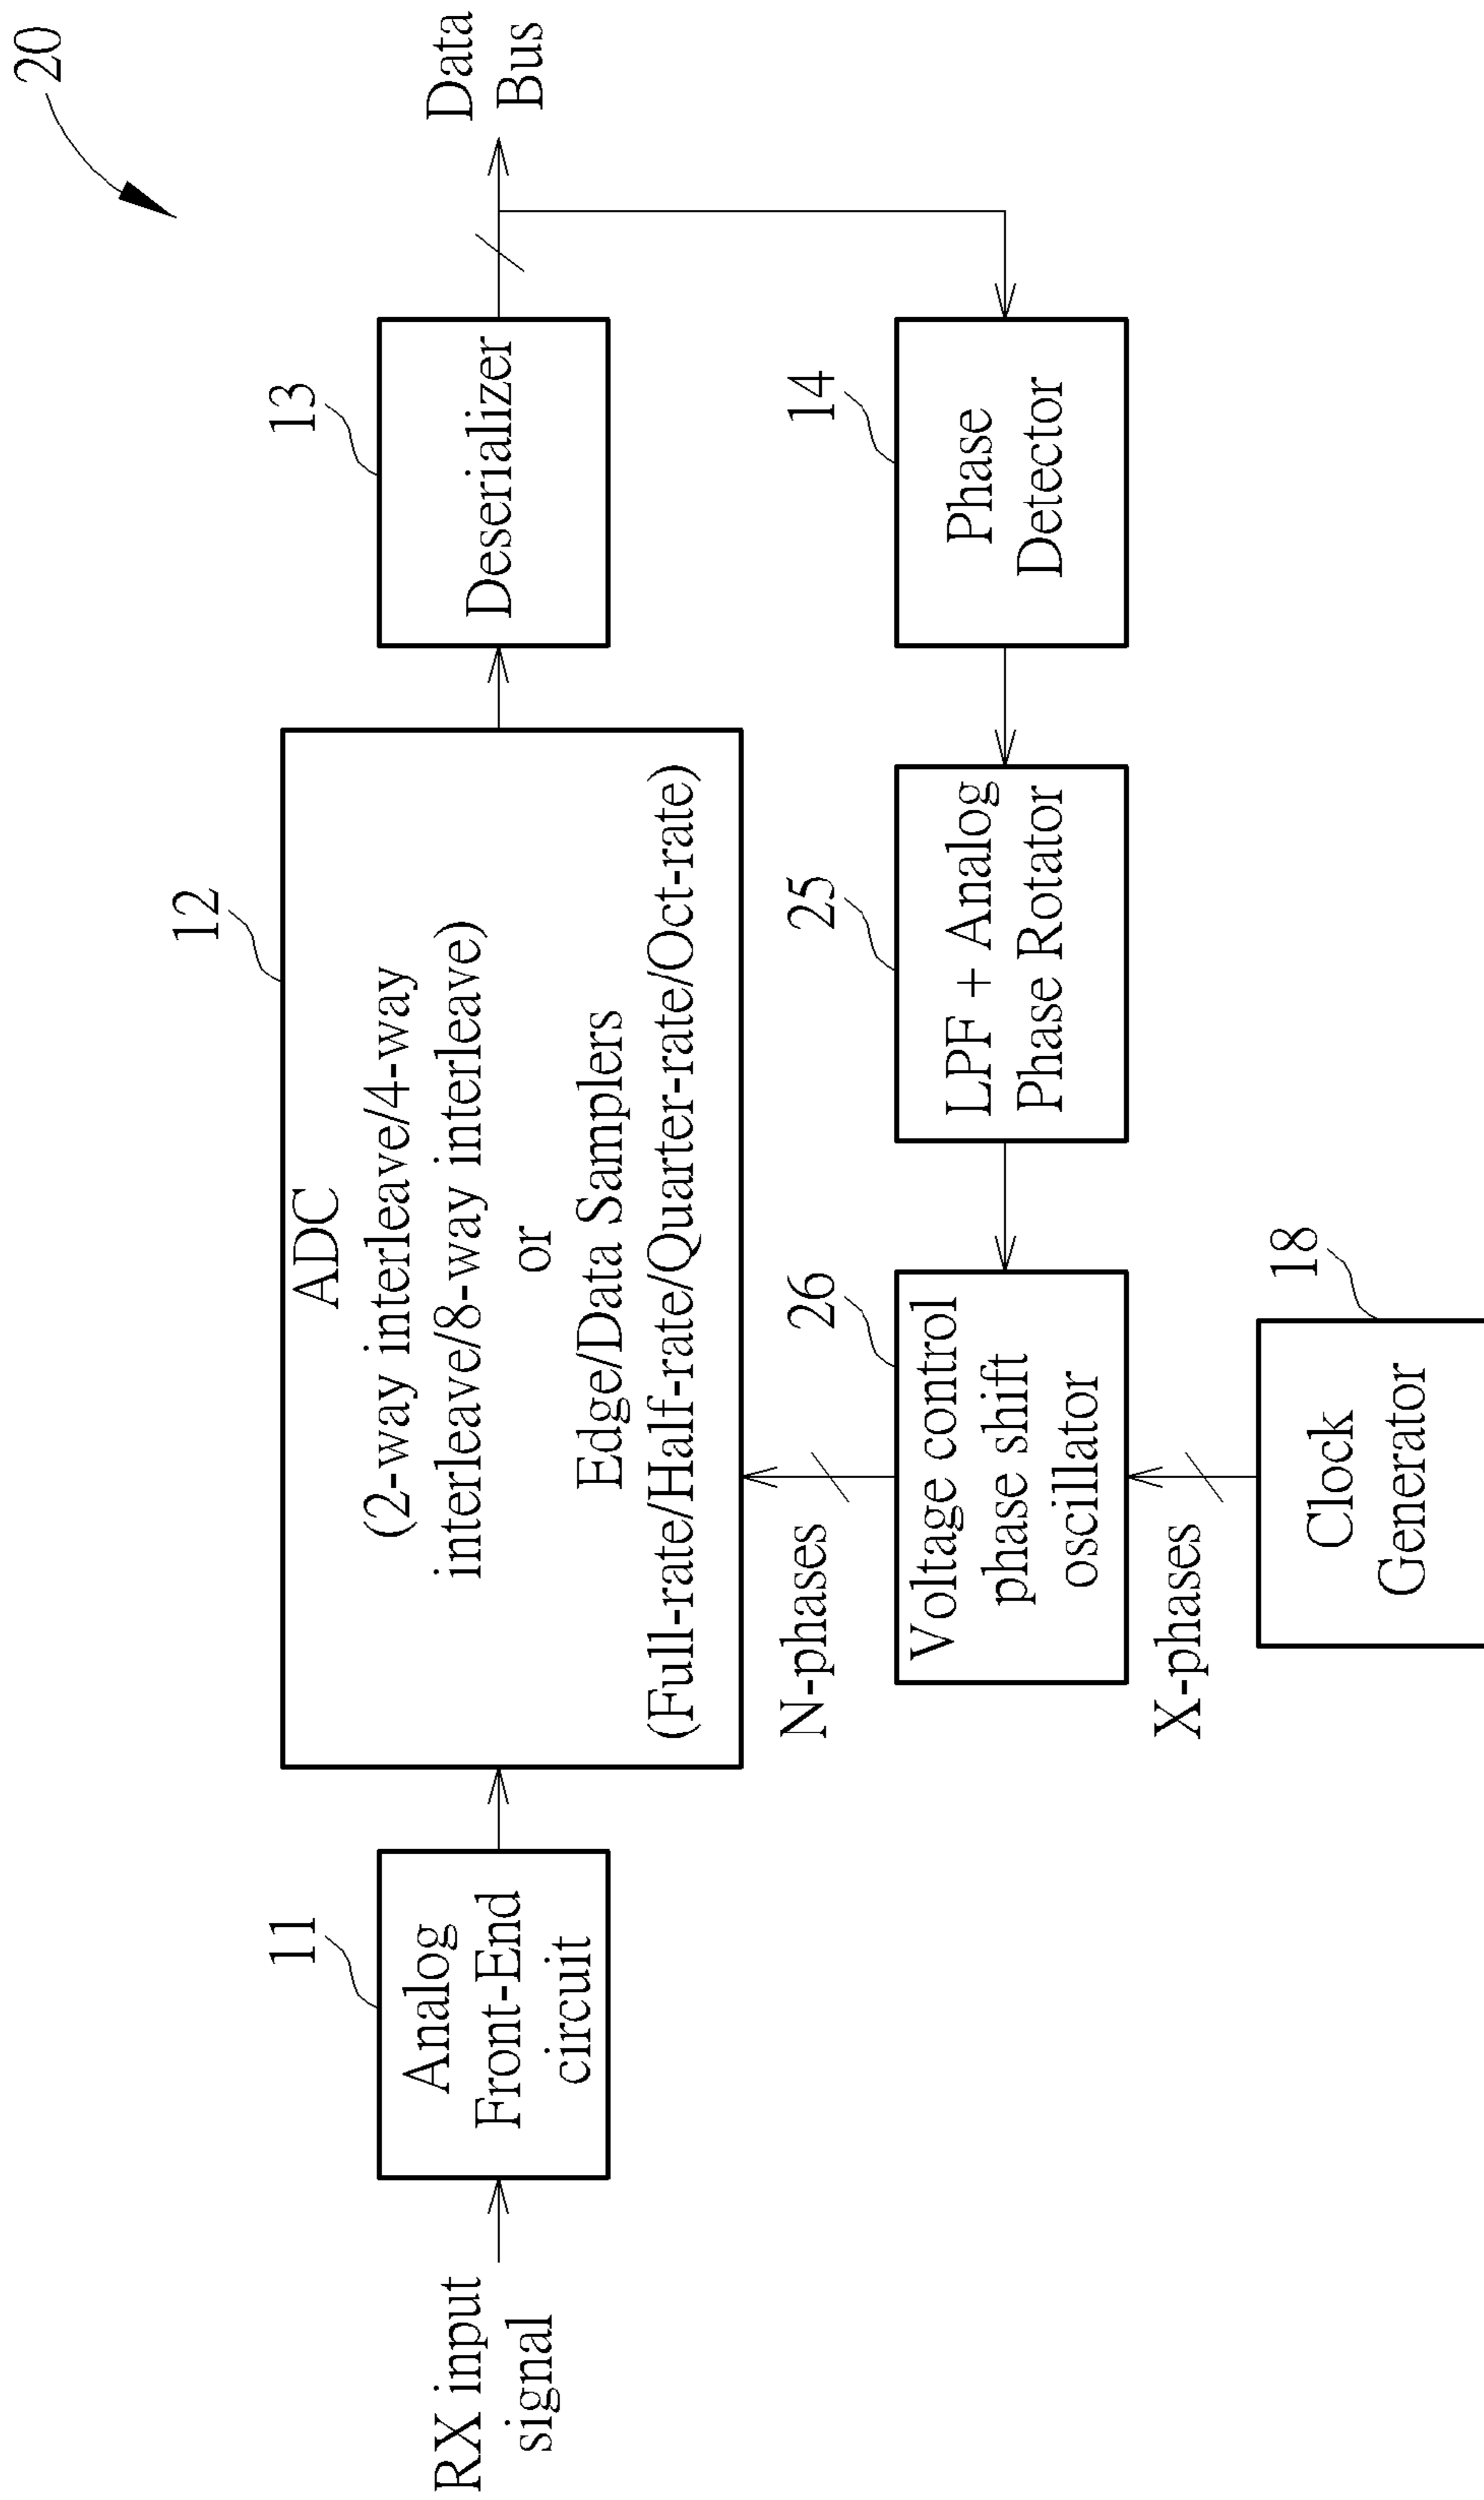 20
RX input
signal
11
Analog
Front-End
circuit
12
ADC
(2-way interleave/4-way
interleave/8-way interleave)
or
Edge/Data Samplers
(Full-rate/Half-rate/Quarter-rate/Oct-rate)
13
Deserializer
Data
Bus
N-phases
26
Voltage control
phase shift
oscillator
25
LPF + Analog
Phase Rotator
14
Phase
Detector
X-phases
18
Clock
Generator